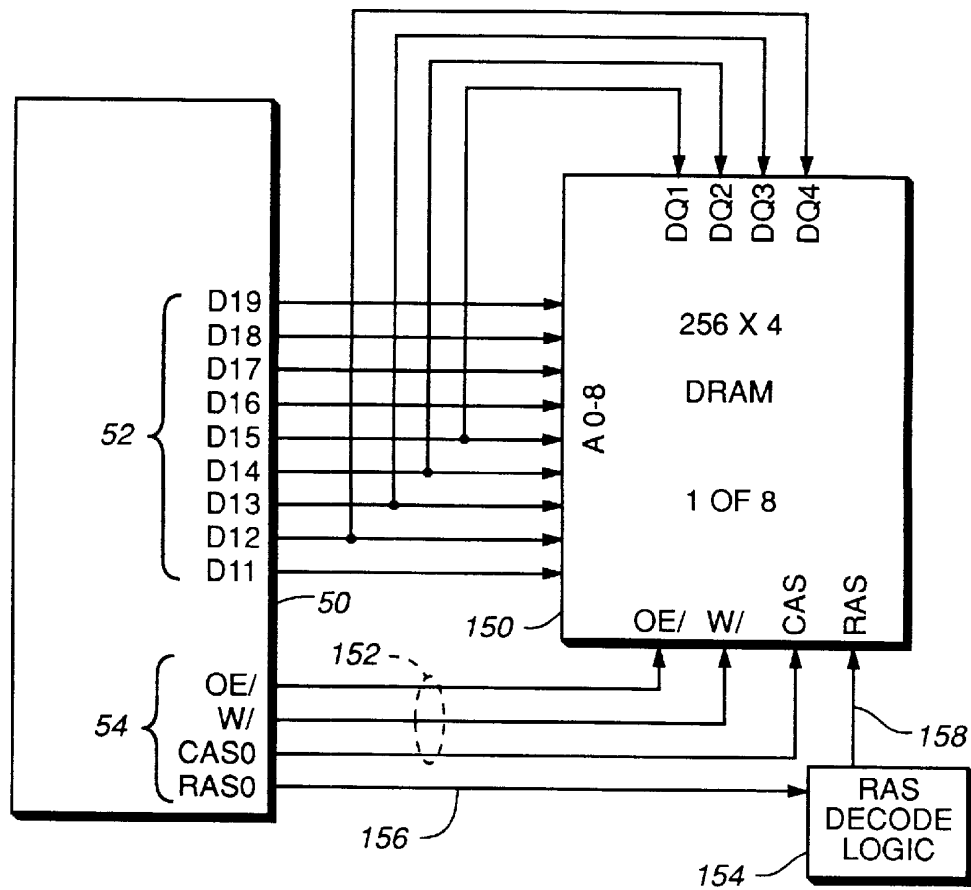 DQ1
DQ2
DQ3
DQ4
D19
D18
D17
D16
D15
D14
D13
D12
D11
52
A 0-8
256 X 4
DRAM
1 OF 8
50
150
OE/
W/
CAS
RAS
152
54
OE/
W/
CAS0
RAS0
158
156
RAS
DECODE
LOGIC
154